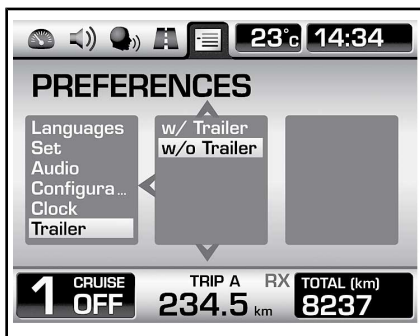 23°c 14:34
PREFERENCES
Languages
Set
Audio
Configura...
Clock
Trailer
w/ Trailer
w/o Trailer
1 CRUISE OFF
TRIP A
234.5 km
RX
TOTAL (km)
8237